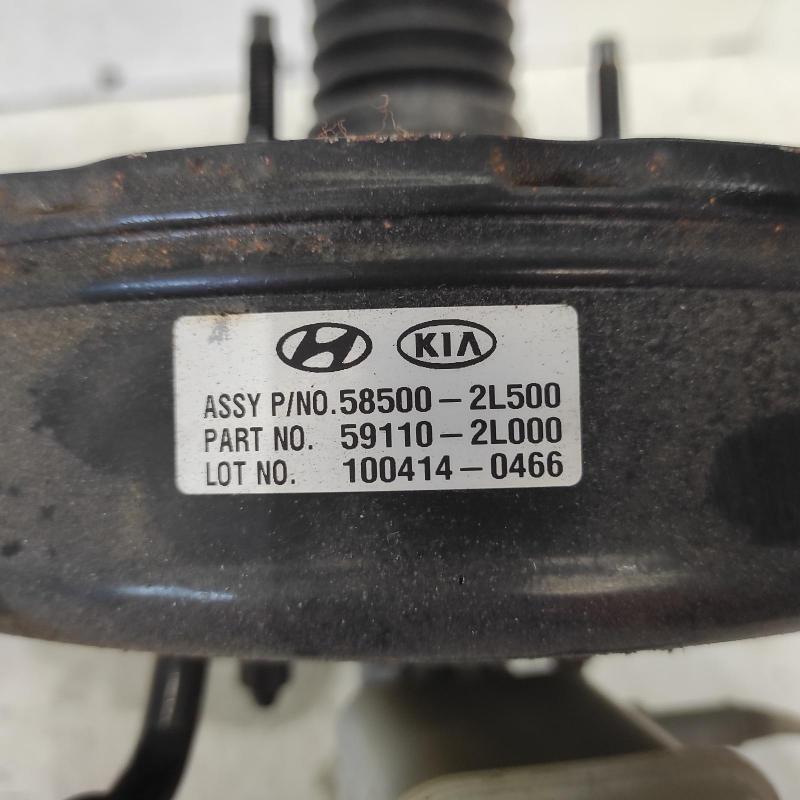 KIA
ASSY P/NO. 58500-2L500
PART NO. 59110-2L000
LOT NO. 100414-0466